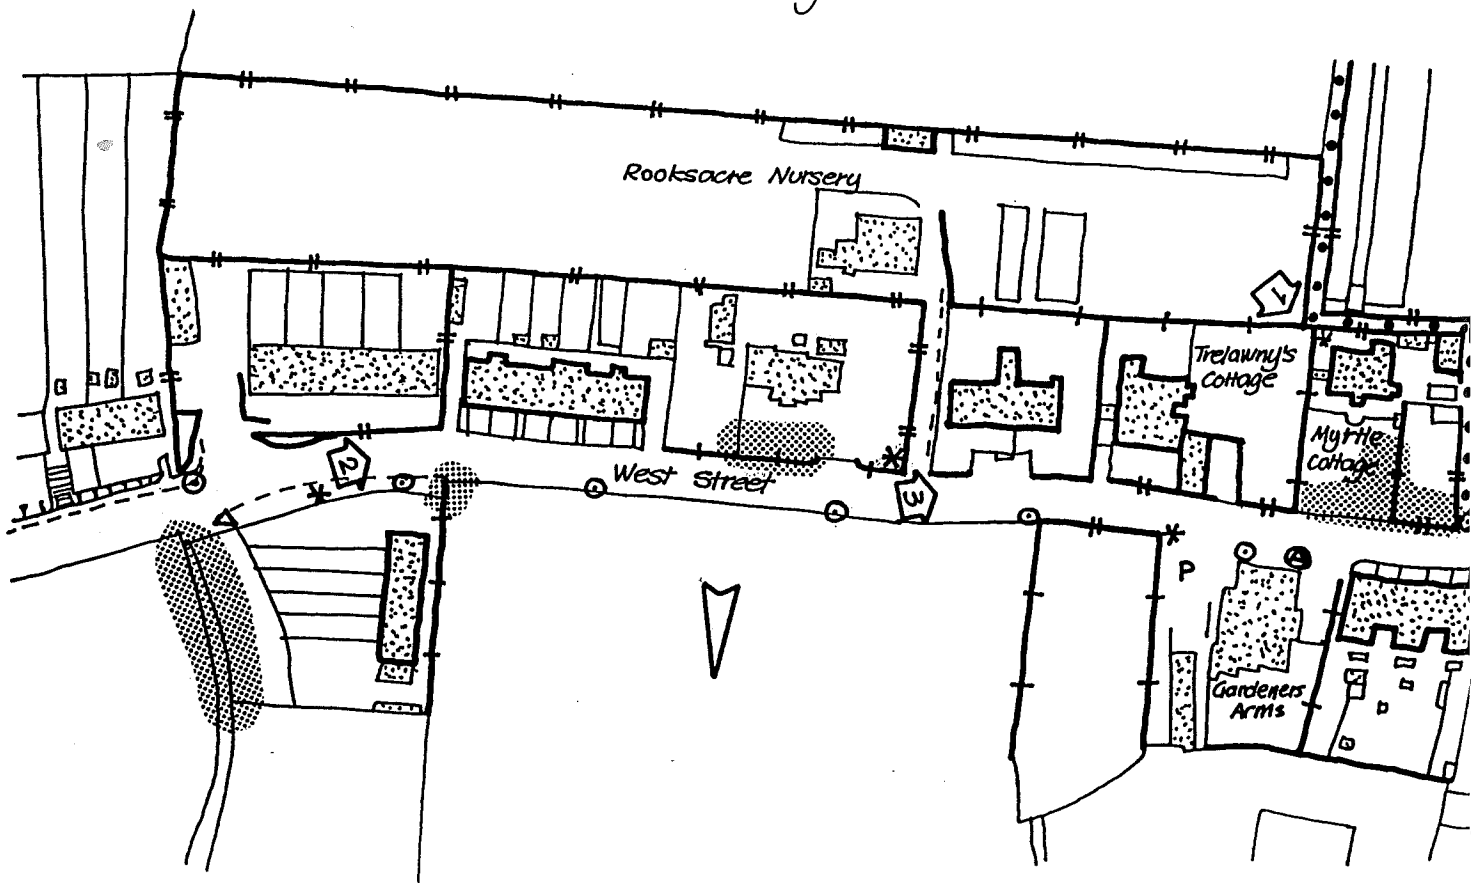 Rooksacre Nursery
1
Trelawny's
Cottage
Myrtle
Cottage
2
West Street
3
P
A
Gardeners
Arms